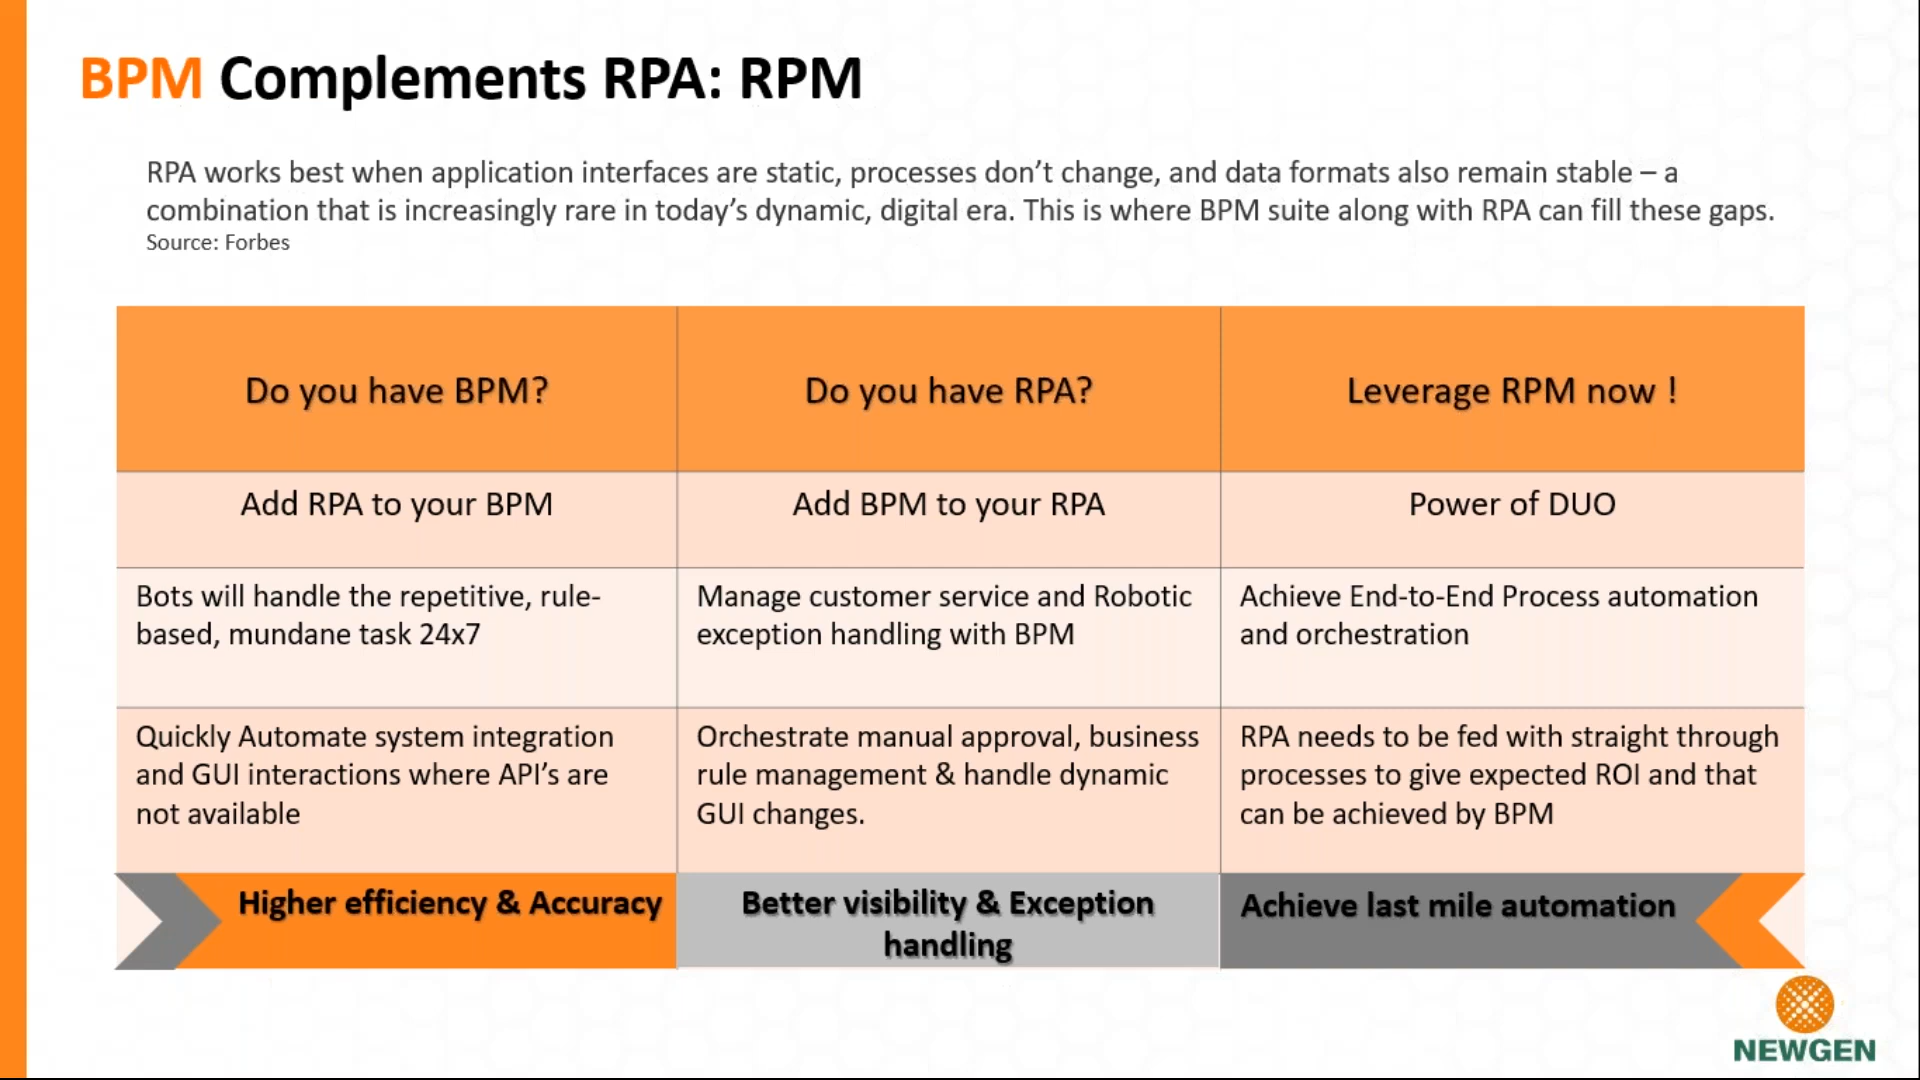 BPM Complements RPA: RPM
RPA works best when application interfaces are static, processes don’t change, and data formats also remain stable – a
combination that is increasingly rare in today’s dynamic, digital era. This is where BPM suite along with RPA can fill these gaps.
Source: Forbes
Do you have BPM?
Do you have RPA?
Leverage RPM now !
Add RPA to your BPM
Add BPM to your RPA
Power of DUO
Bots will handle the repetitive, rule-
based, mundane task 24x7
Manage customer service and Robotic
exception handling with BPM
Achieve End-to-End Process automation
and orchestration
Quickly Automate system integration
and GUI interactions where API’s are
not available
Orchestrate manual approval, business
rule management & handle dynamic
GUI changes.
RPA needs to be fed with straight through
processes to give expected ROI and that
can be achieved by BPM
Higher efficiency & Accuracy
Better visibility & Exception
handling
Achieve last mile automation
NEWGEN